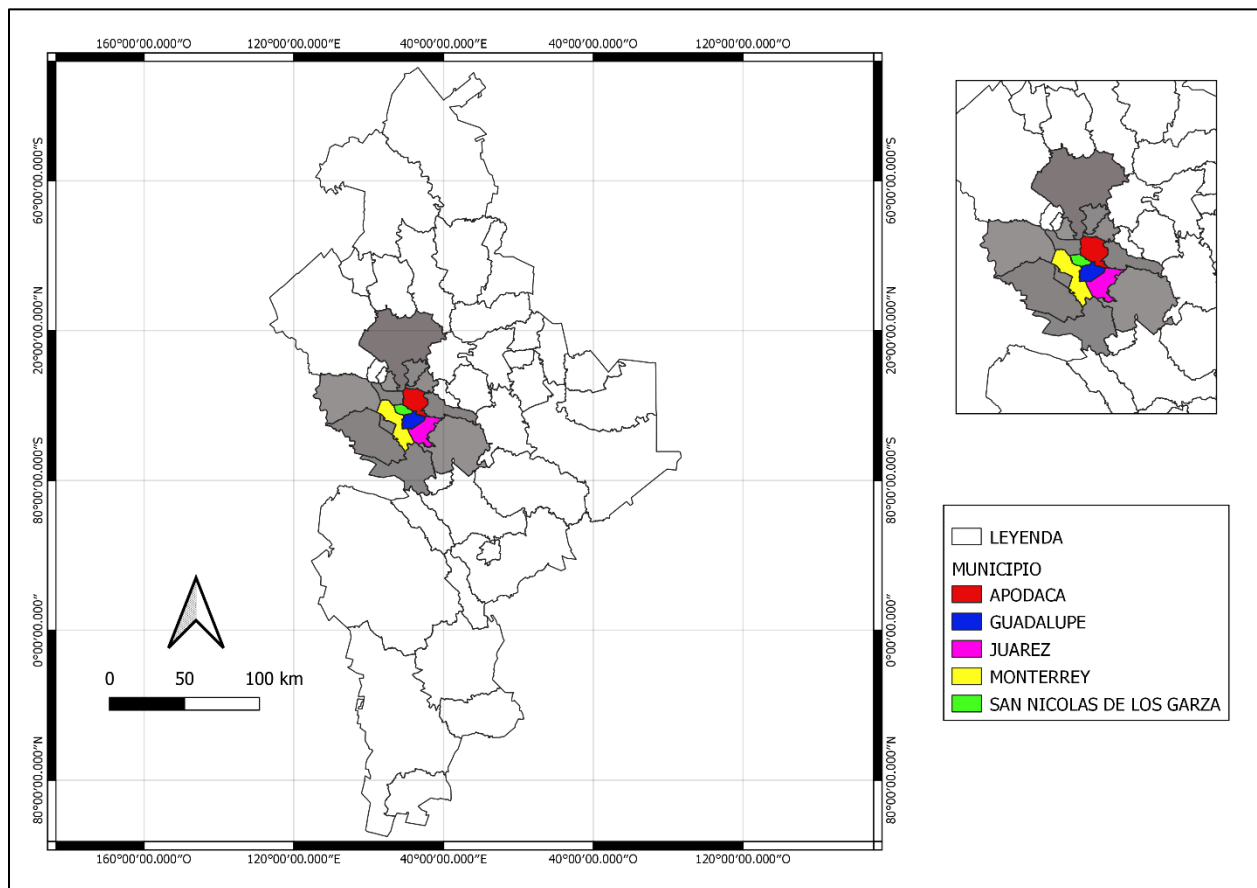 160°00'00.000"O 120°00'00.000"E 40°00'00.000"E 40°00'00.000"O 120°00'00.000"O
60°00'00.000"S 60°00'00.000"S
20°00'00.000"N 20°00'00.000"N
80°00'00.000"S 80°00'00.000"S
0°00'00.000" 0°00'00.000"
80°00'00.000"N 80°00'00.000"N
0 50 100 km
160°00'00.000"O 120°00'00.000"O 40°00'00.000"E 40°00'00.000"O 120°00'00.000"O
LEYENDA
MUNICIPIO
APODACA
GUADALUPE
JUAREZ
MONTERREY
SAN NICOLAS DE LOS GARZA